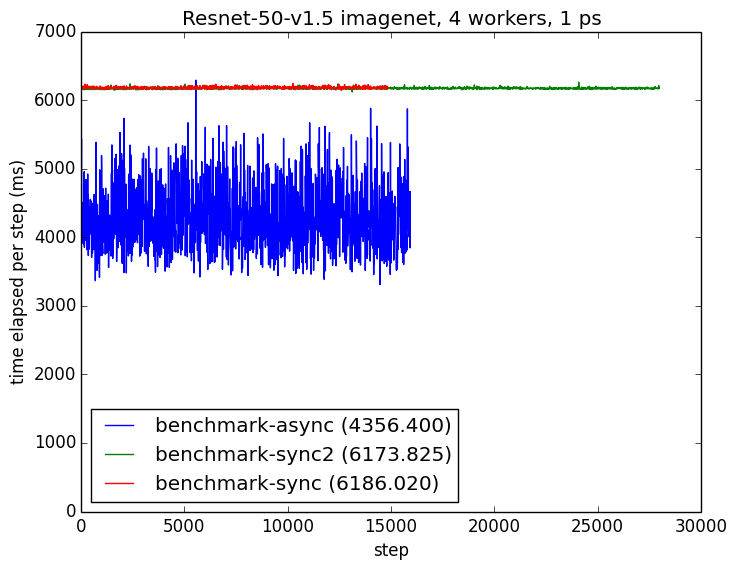 Resnet-50-v1.5 imagenet, 4 workers, 1 ps
7000
6000
5000
4000
3000
2000
1000
0
time elapsed per step (ms)
benchmark-async (4356.400)
benchmark-sync2 (6173.825)
benchmark-sync (6186.020)
0 5000 10000 15000 20000 25000 30000
step